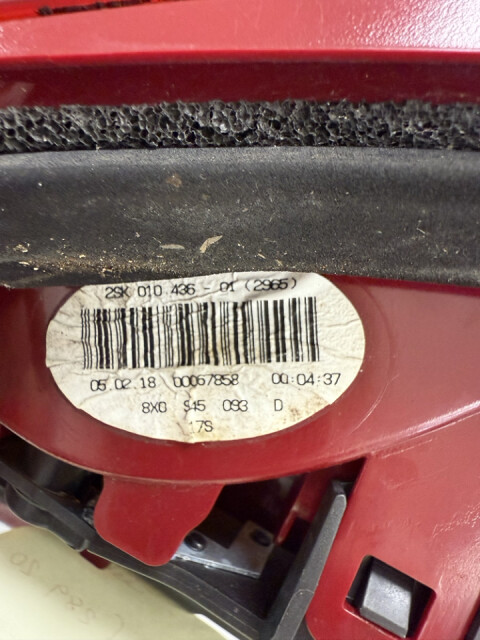 2SK 010 436 - 01 (2965)
05.02.18 00067858 00:04:37
8X0 945 093 D
17S